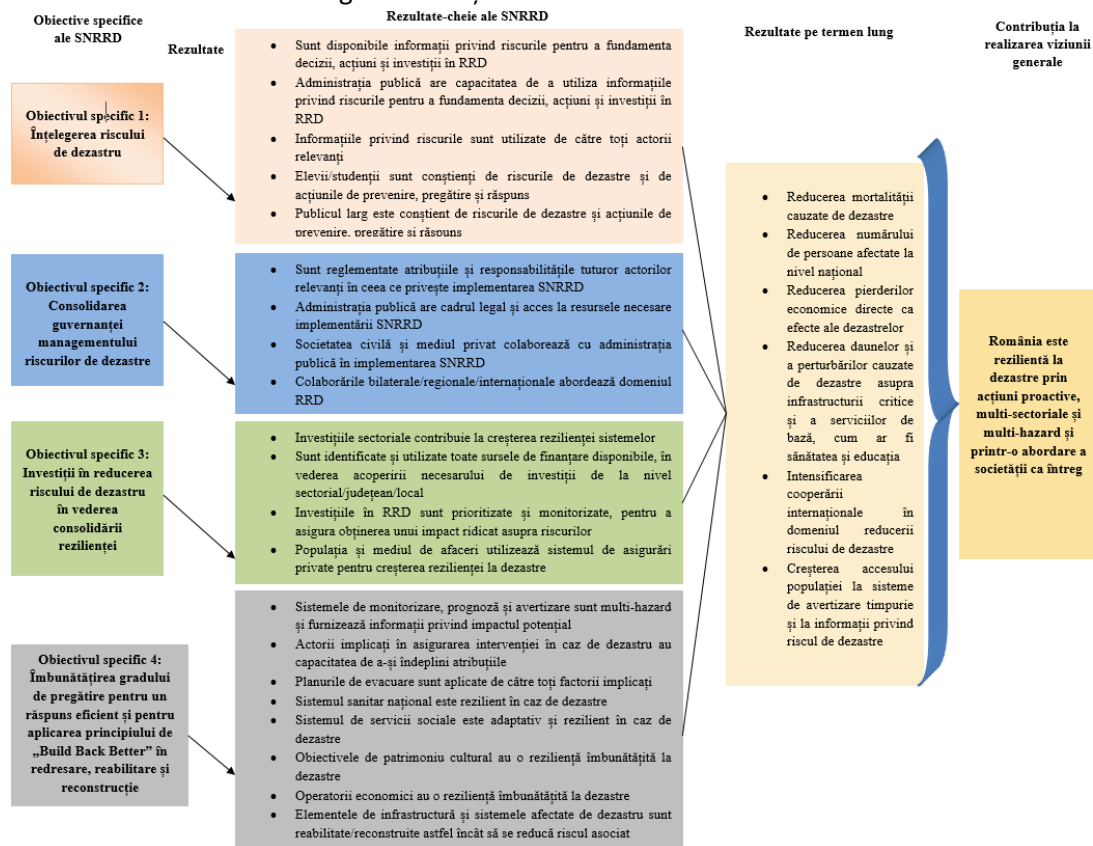 Obiective specifice
ale SNRRD
Rezultate
Rezultate-cheie ale SNRRD
Rezultate pe termen lung
Contribuția la
realizarea viziunii
generale
Obiectivul specific 1:
Înțelegerea riscului
de dezastru
• Sunt disponibile informații privind riscurile pentru a fundamenta
decizii, acțiuni și investiții în RRD
• Administrația publică are capacitatea de a utiliza informațiile
privind riscurile pentru a fundamenta decizii, acțiuni și investiții în
RRD
• Informațiile privind riscurile sunt utilizate de către toți actorii
relevanți
• Elevii/studenții sunt conștienți de riscurile de dezastre și de
acțiunile de prevenire, pregătire și răspuns
• Publicul larg este conștient de riscurile de dezastre și acțiunile de
prevenire, pregătire și răspuns
Obiectivul specific 2:
Consolidarea
guvernanței
managementului
riscurilor de dezastre
• Sunt reglementate atribuțiile și responsabilitățile tuturor actorilor
relevanți în ceea ce privește implementarea SNRRD
• Administrația publică are cadrul legal și acces la resursele necesare
implementării SNRRD
• Societatea civilă și mediul privat colaborează cu administrația
publică în implementarea SNRRD
• Colaborările bilaterale/regionale/internaționale abordează domeniul
RRD
Obiectivul specific 3:
Investiții în reducerea
riscului de dezastru
în vederea
consolidării
rezilienței
• Investițiile sectoriale contribuie la creșterea rezilienței sistemelor
• Sunt identificate și utilizate toate sursele de finanțare disponibile, în
vederea acoperirii necesarului de investiții de la nivel
sectorial/județean/local
• Investițiile în RRD sunt prioritizate și monitorizate, pentru a
asigura obținerea unui impact ridicat asupra riscurilor
• Populația și mediul de afaceri utilizează sistemul de asigurări
private pentru creșterea rezilienței la dezastre
Obiectivul specific 4:
Îmbunătățirea gradului
de pregătire pentru un
răspuns eficient și pentru
aplicarea principiului de
„Build Back Better” în
redresare, reabilitare și
reconstrucție
• Sistemele de monitorizare, prognoză și avertizare sunt multi-hazard
și furnizează informații privind impactul potențial
• Actorii implicați în asigurarea intervenției în caz de dezastru au
capacitatea de a-și îndeplini atribuțiile
• Planurile de evacuare sunt aplicate de către toți factorii implicați
• Sistemul sanitar național este rezilient în caz de dezastre
• Sistemul de servicii sociale este adaptativ și rezilient în caz de
dezastre
• Obiectivele de patrimoniu cultural au o reziliență îmbunătățită la
dezastre
• Operatorii economici au o reziliență îmbunătățită la dezastre
• Elementele de infrastructură și sistemele afectate de dezastru sunt
reabilitate/reconstruite astfel încât să se reducă riscul asociat
• Reducerea mortalității
cauzate de dezastre
• Reducerea numărului
de persoane afectate la
nivel național
• Reducerea pierderilor
economice directe ca
efecte ale dezastrelor
• Reducerea daunelor și
a perturbărilor cauzate
de dezastre asupra
infrastructurii critice
și a serviciilor de
bază, cum ar fi
sănătatea și educația
• Intensificarea
cooperării
internaționale în
domeniul reducerii
riscului de dezastre
• Creșterea accesului
populației la sisteme
de avertizare timpurie
și la informații privind
riscul de dezastre
România este
rezilientă la
dezastre prin
acțiuni proactive,
multi-sectoriale și
multi-hazard și
printr-o abordare a
societății ca întreg